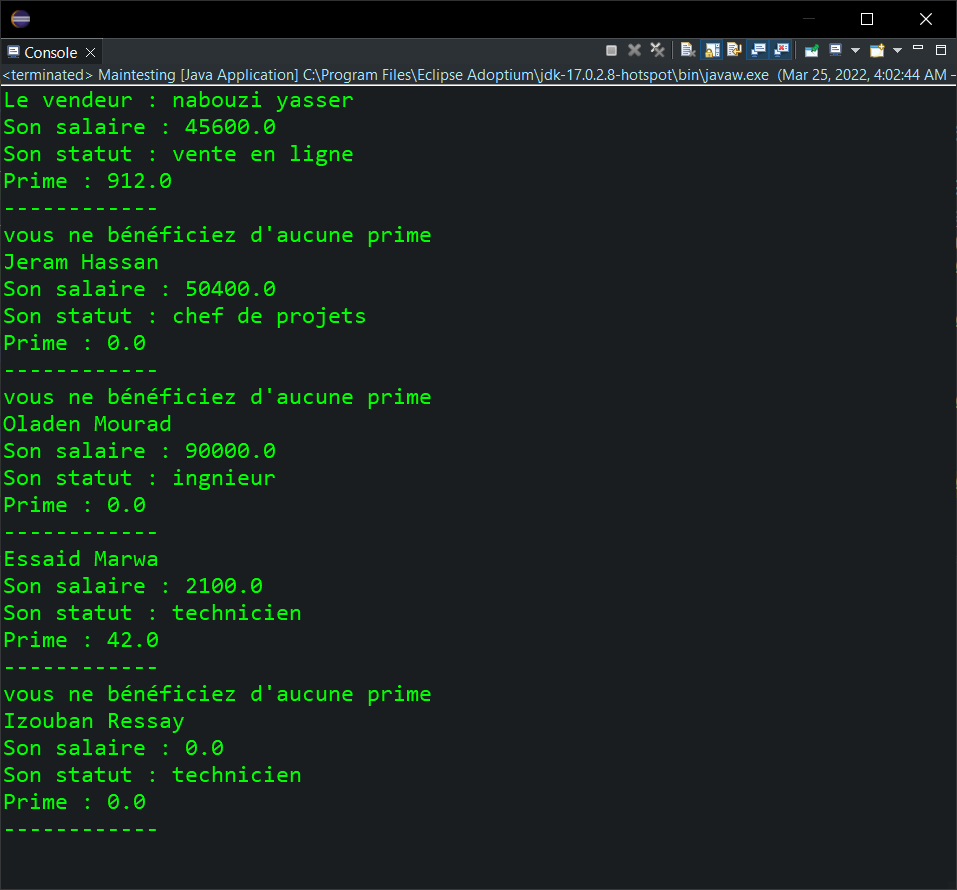 Console
<terminated> Maintesting [Java Application] C:\Program Files\Eclipse Adoptium\jdk-17.0.2.8-hotspot\bin\javaw.exe (Mar 25, 2022, 4:02:44 AM –
Le vendeur : nabouzi yasser
Son salaire : 45600.0
Son statut : vente en ligne
Prime : 912.0
------------
vous ne bénéficiez d'aucune prime
Jeram Hassan
Son salaire : 50400.0
Son statut : chef de projets
Prime : 0.0
------------
vous ne bénéficiez d'aucune prime
Oladen Mourad
Son salaire : 90000.0
Son statut : ingnieur
Prime : 0.0
------------
Essaid Marwa
Son salaire : 2100.0
Son statut : technicien
Prime : 42.0
------------
vous ne bénéficiez d'aucune prime
Izouban Ressay
Son salaire : 0.0
Son statut : technicien
Prime : 0.0
------------